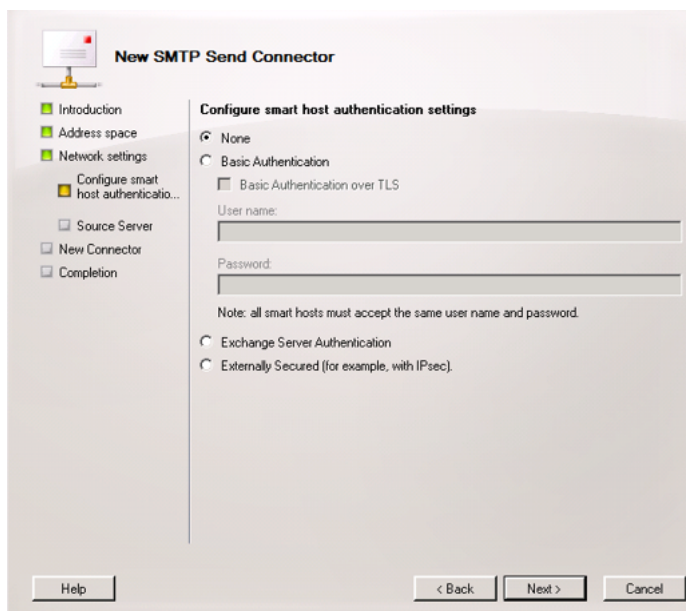 New SMTP Send Connector
Introduction
Address space
Network settings
Configure smart
host authenticatio...
Source Server
New Connector
Completion
Configure smart host authentication settings
None
Basic Authentication
Basic Authentication over TLS
User name:
Password:
Note: all smart hosts must accept the same user name and password.
Exchange Server Authentication
Externally Secured (for example, with IPsec).
Help
< Back
Next >
Cancel